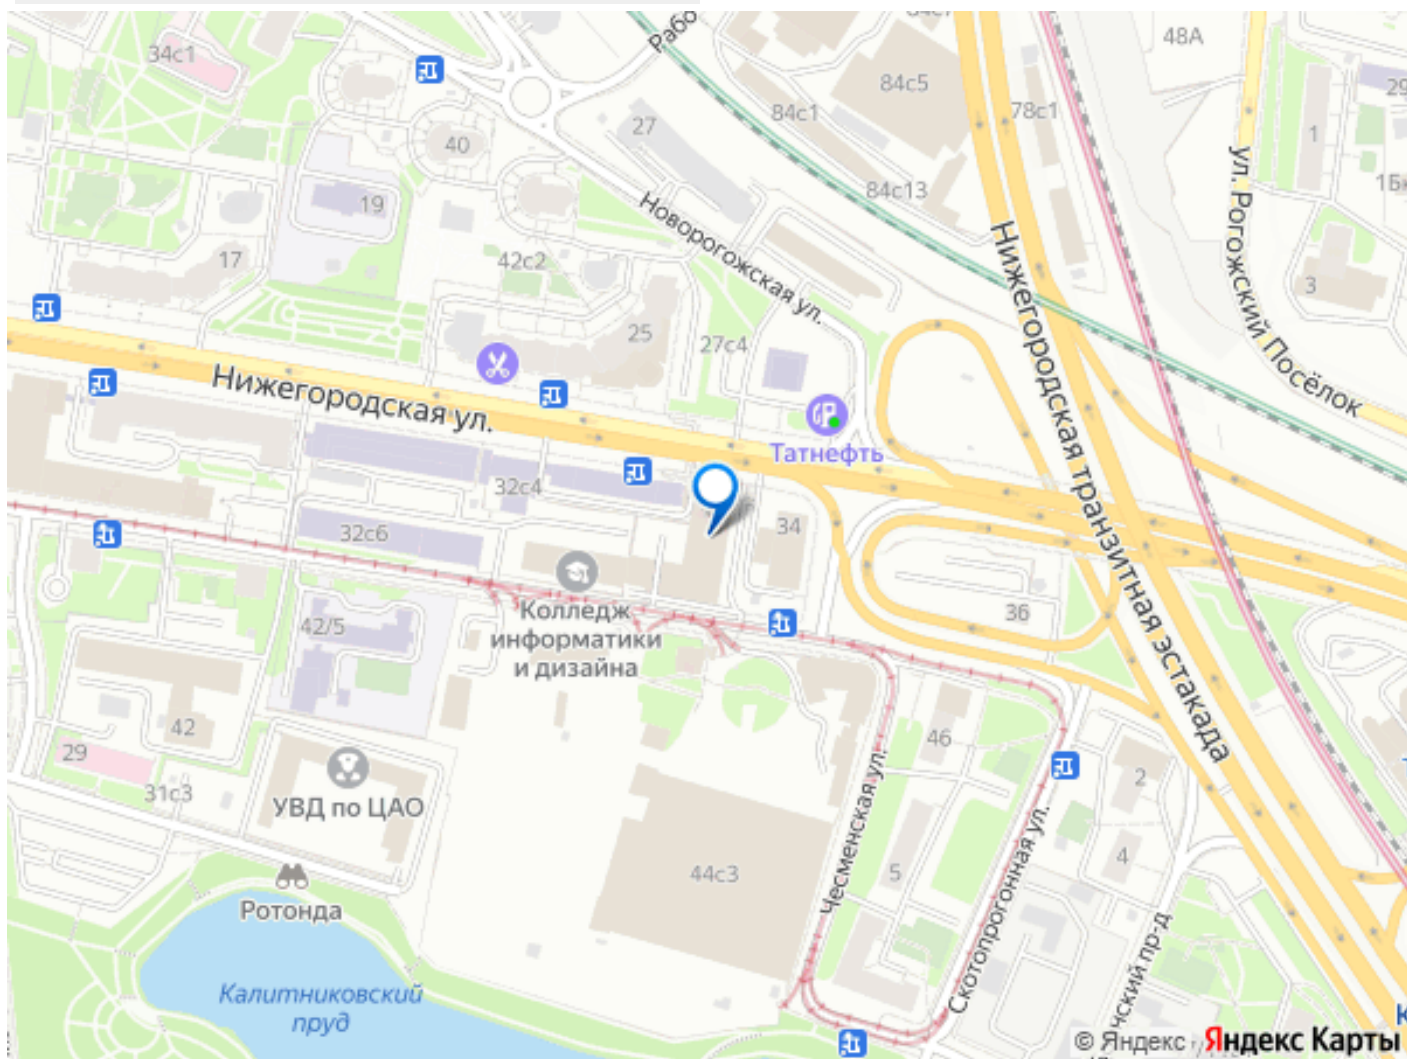 34с1
Рабо
84с5
48А
29
84с1
78с1
1
27
40
ул. Рогожский Посёлок
84с13
1Б
19
Новорогожская ул.
Нижегородская транзитная эстакада
17
42с2
3
25
27с4
Нижегородская ул.
Татнефть
32с4
34
32с6
Колледж
информатики
и дизайна
36
42/5
42
46
29
31с3
УВД по ЦАО
2
Чесменская ул.
Скотопрогонная ул.
4
44с3
5
Ротонда
Калитниковский
пруд
нский пр-д
© Яндекс Яндекс Карты